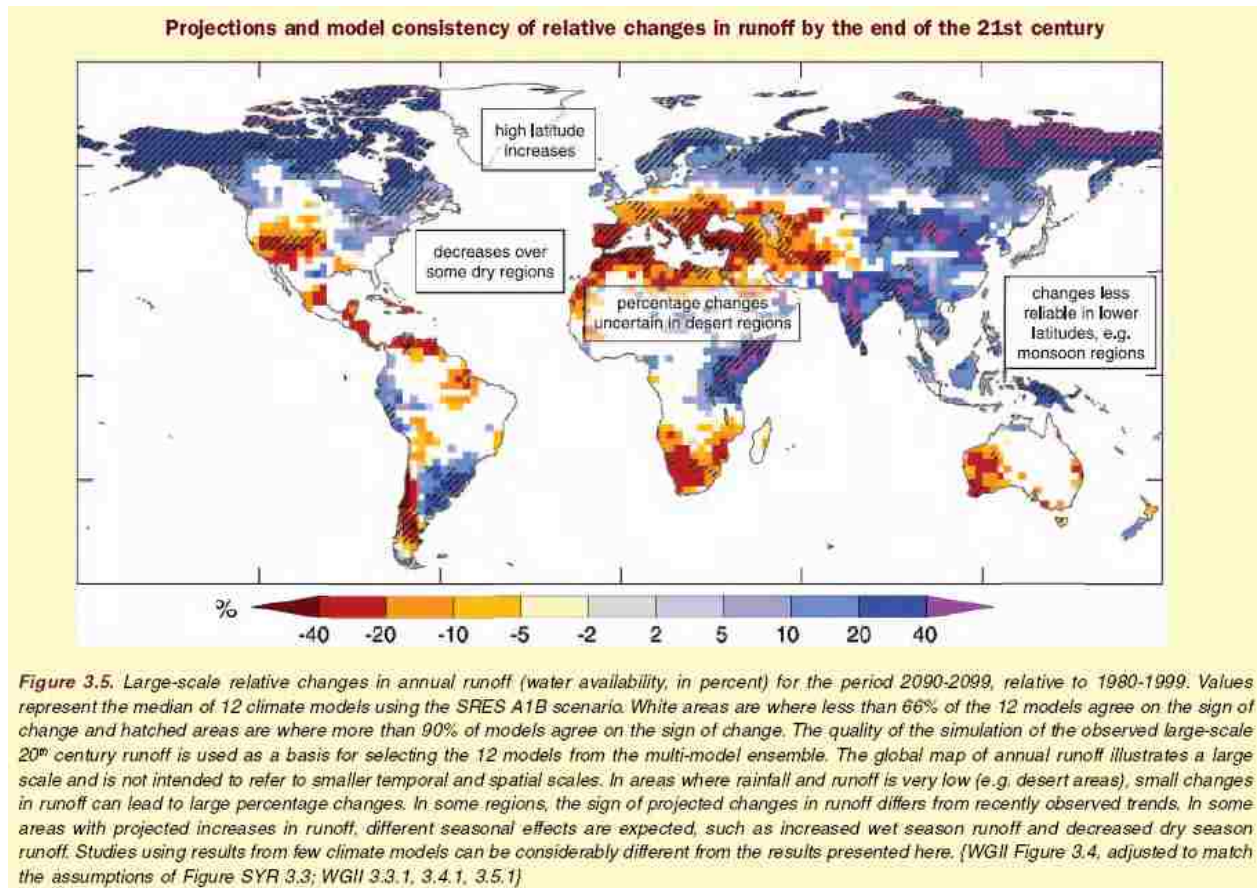 Projections and model consistency of relative changes in runoff by the end of the 21st century
high latitude
increases
decreases over
some dry regions
percentage changes
uncertain in desert regions
changes less
reliable in lower
latitudes, e.g.
monsoon regions
% -40 -20 -10 -5 -2 2 5 10 20 40
Figure 3.5. Large-scale relative changes in annual runoff (water availability, in percent) for the period 2090-2099, relative to 1980-1999. Values
represent the median of 12 climate models using the SRES A1B scenario. White areas are where less than 66% of the 12 models agree on the sign of
change and hatched areas are where more than 90% of models agree on the sign of change. The quality of the simulation of the observed large-scale
20th century runoff is used as a basis for selecting the 12 models from the multi-model ensemble. The global map of annual runoff illustrates a large
scale and is not intended to refer to smaller temporal and spatial scales. In areas where rainfall and runoff is very low (e.g. desert areas), small changes
in runoff can lead to large percentage changes. In some regions, the sign of projected changes in runoff differs from recently observed trends. In some
areas with projected increases in runoff, different seasonal effects are expected, such as increased wet season runoff and decreased dry season
runoff. Studies using results from few climate models can be considerably different from the results presented here. {WGII Figure 3.4, adjusted to match
the assumptions of Figure SYR 3.3; WGII 3.3.1, 3.4.1, 3.5.1}